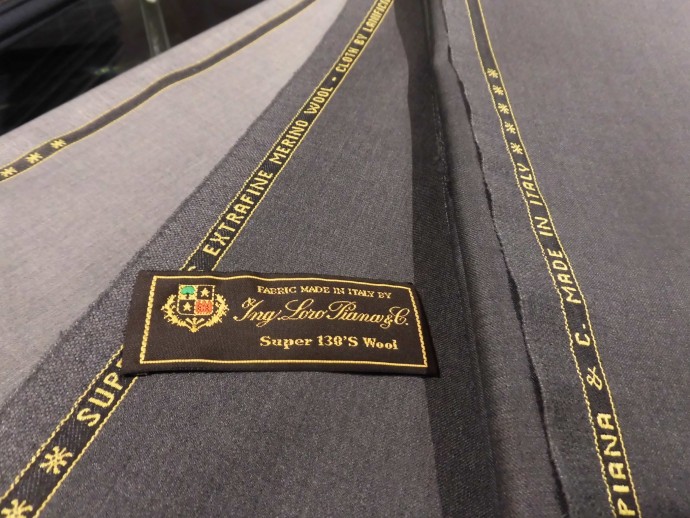 SUP
EXTRAFINE MERINO WOOL - CLOTH BY LANIFICO
FABRIC MADE IN ITALY BY
Ing. Loro Piana & C.
Super 130'S Wool
PIANA & C. MADE IN ITALY